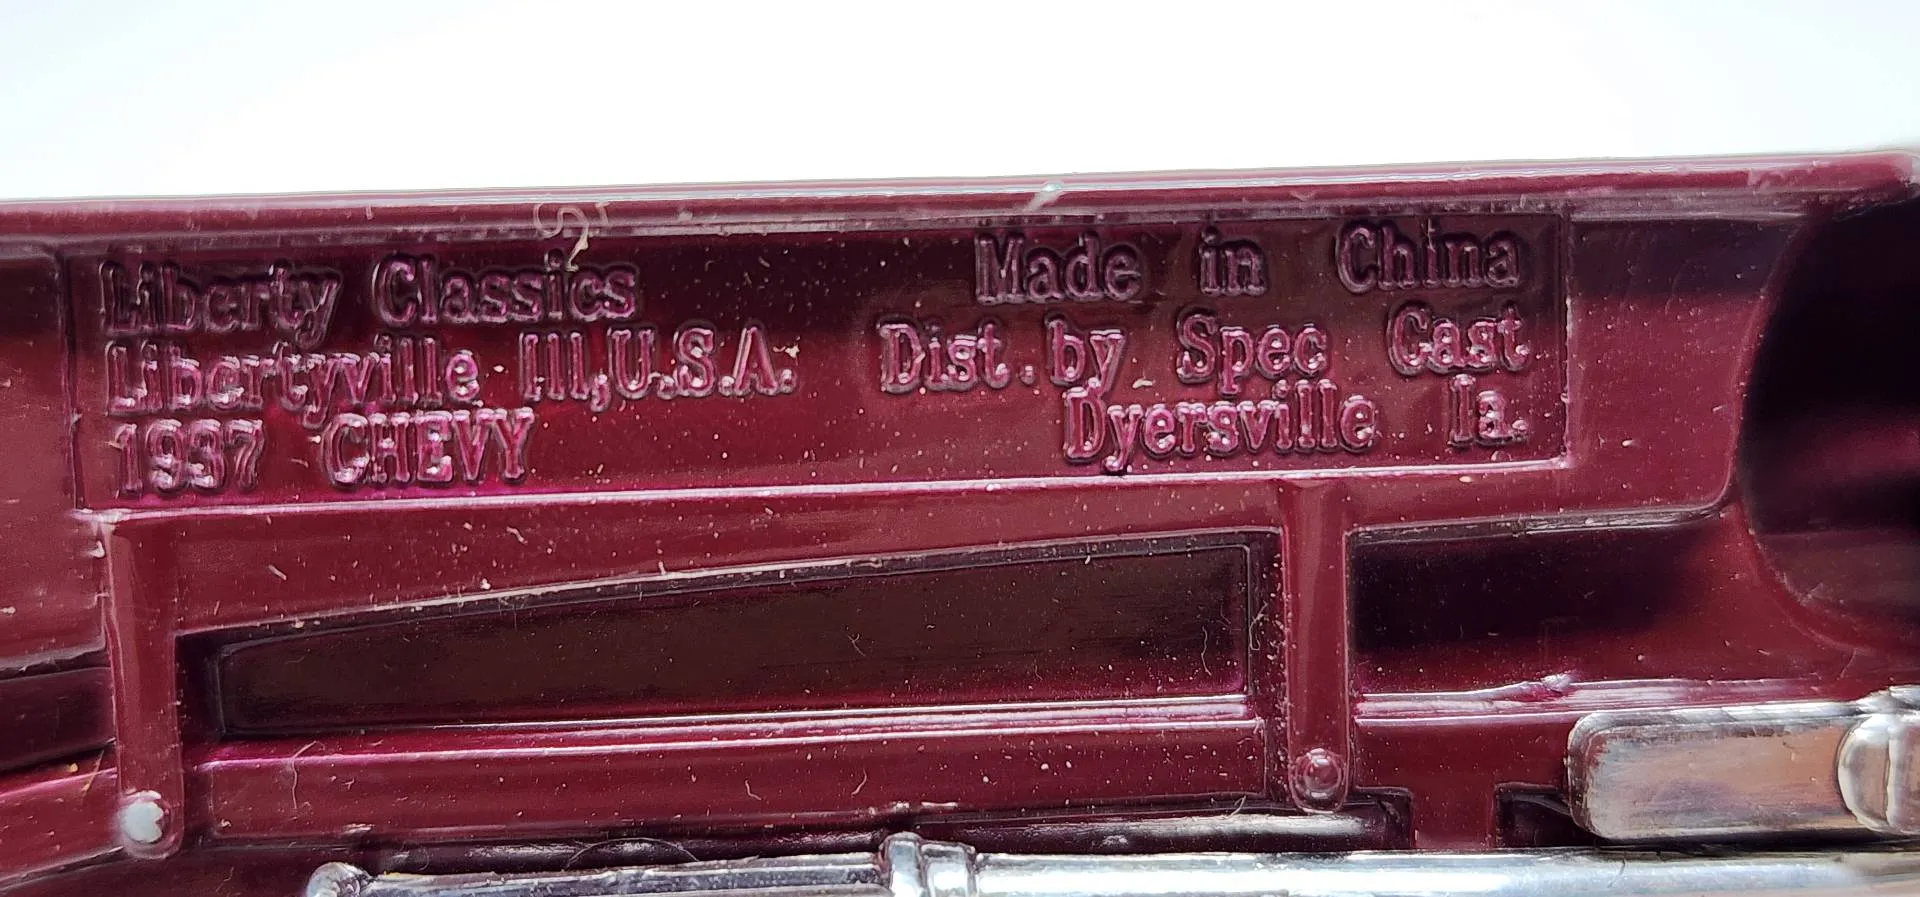 Liberty Classics
Libertyville Ill,U.S.A.
1937 CHEVY
Made in China
Dist. by Spec Cast
Dyersville Ia.